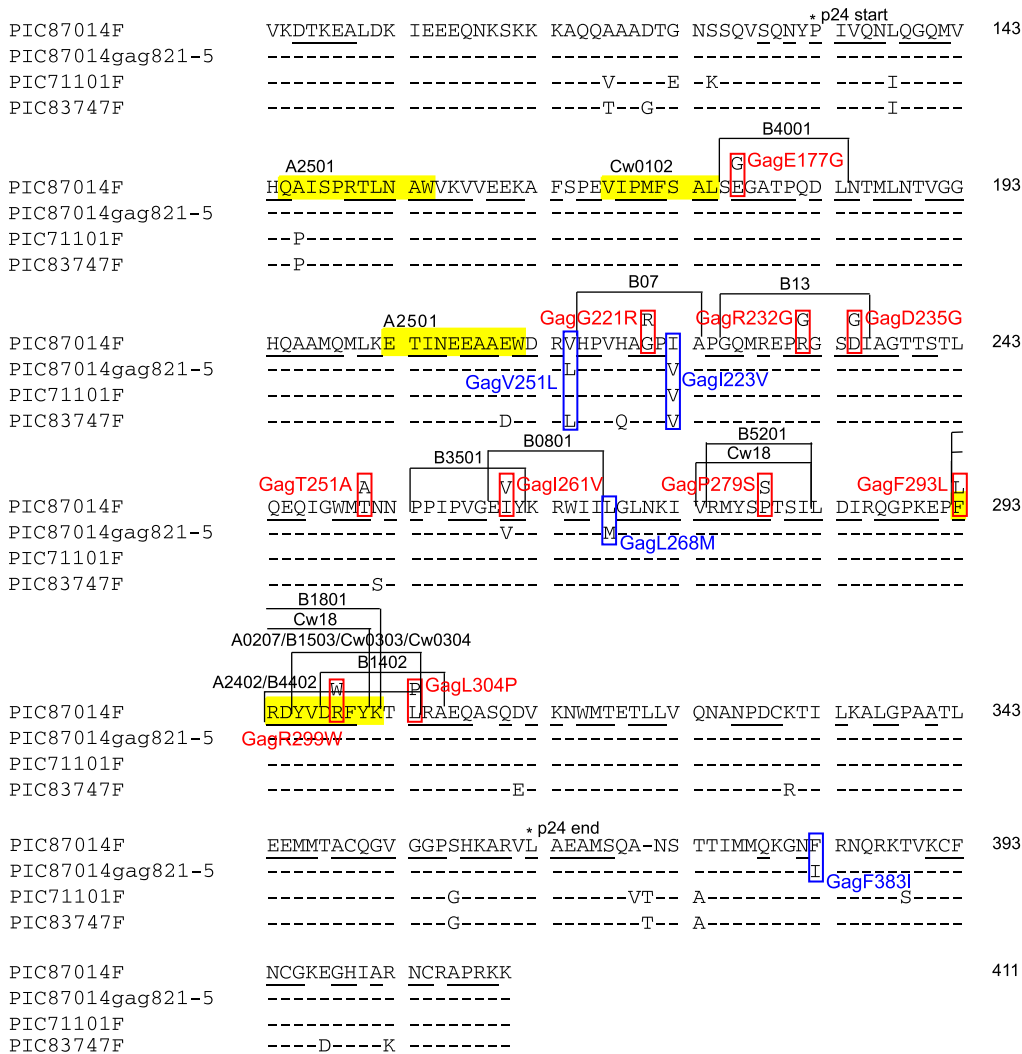 * p24 start
PIC87014F VKDTKEALDK IEEEQNKSKK KAQQAAADTG NSSQVSQNYP IVQNLQGQMV 143
PIC87014gag821-5 ---------- ---------- ---------- ---------- ----------
PIC71101F ---------- ---------- ----V----E -K-------- ----I-----
PIC83747F ---------- ---------- ----T--G-- ---------- ----I-----
B4001
A2501 Cw0102 G GagE177G
PIC87014F HQAISPRTLN AWVKVVEEKA FSPEVIPMFS ALSEGATPQD LNTMLNTVGG 193
PIC87014gag821-5 ---------- ---------- ---------- ---------- ----------
PIC71101F --P------- ---------- ---------- ---------- ----------
PIC83747F --P------- ---------- ---------- ---------- ----------
B07 B13
A2501 GagG221R R GagR232G G G GagD235G
PIC87014F HQAAMQMLKE TINEEAAEWD RVHPVHAGPI APGQMREPRG SDIAGTTSTL 243
PIC87014gag821-5 ---------- ---------- -L-------V ---------- ----------
GagV251L GagI223V
PIC71101F ---------- ---------- ---------V ---------- ----------
PIC83747F ---------- -------D-- -L---Q---V ---------- ----------
B0801 B5201
B3501 Cw18
GagT251A A V GagI261V GagP279S S GagF293L L
PIC87014F QEQIGWMTNN PPIPVGEIYK RWIILGLNKI VRMYSPTSIL DIRQGPKEPF 293
PIC87014gag821-5 ---------- -------V-- ----M----- ---------- ----------
GagL268M
PIC71101F ---------- ---------- ---------- ---------- ----------
PIC83747F --------S- ---------- ---------- ---------- ----------
B1801
Cw18
A0207/B1503/Cw0303/Cw0304
B1402
A2402/B4402 W P GagL304P
PIC87014F RDYVDRFYKT LRAEQASQDV KNWMTETLLV QNANPDCKTI LKALGPAATL 343
GagR299W
PIC87014gag821-5 ---------- ---------- ---------- ---------- ----------
PIC71101F ---------- ---------- ---------- ---------- ----------
PIC83747F ---------- --------E- ---------- -------R-- ----------
* p24 end
PIC87014F EEMMTACQGV GGPSHKARVL AEAMSQA-NS TTIMMQKGNF RNQRKTVKCF 393
PIC87014gag821-5 ---------- ---------- ---------- ---------I ----------
GagF383I
PIC71101F ---------- ---G------ ------VT-- A--------- -----S----
PIC83747F ---------- ---G------ -------T-- A--------- ----------
PIC87014F NCGKEGHIAR NCRAPRKK 411
PIC87014gag821-5 ---------- --------
PIC71101F ---------- --------
PIC83747F ----D----K --------